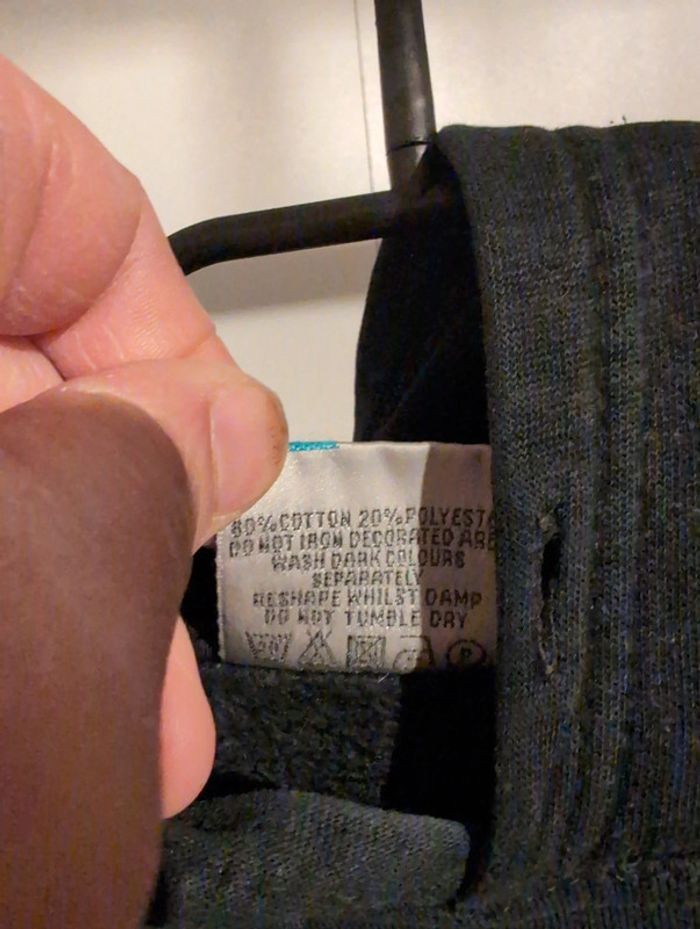 80% COTTON 20% POLYEST
DO NOT IRON DECORATED ARE
WASH DARK COLOURS
SEPARATELY
RESHAPE WHILST DAMP
DO NOT TUMBLE DRY
P